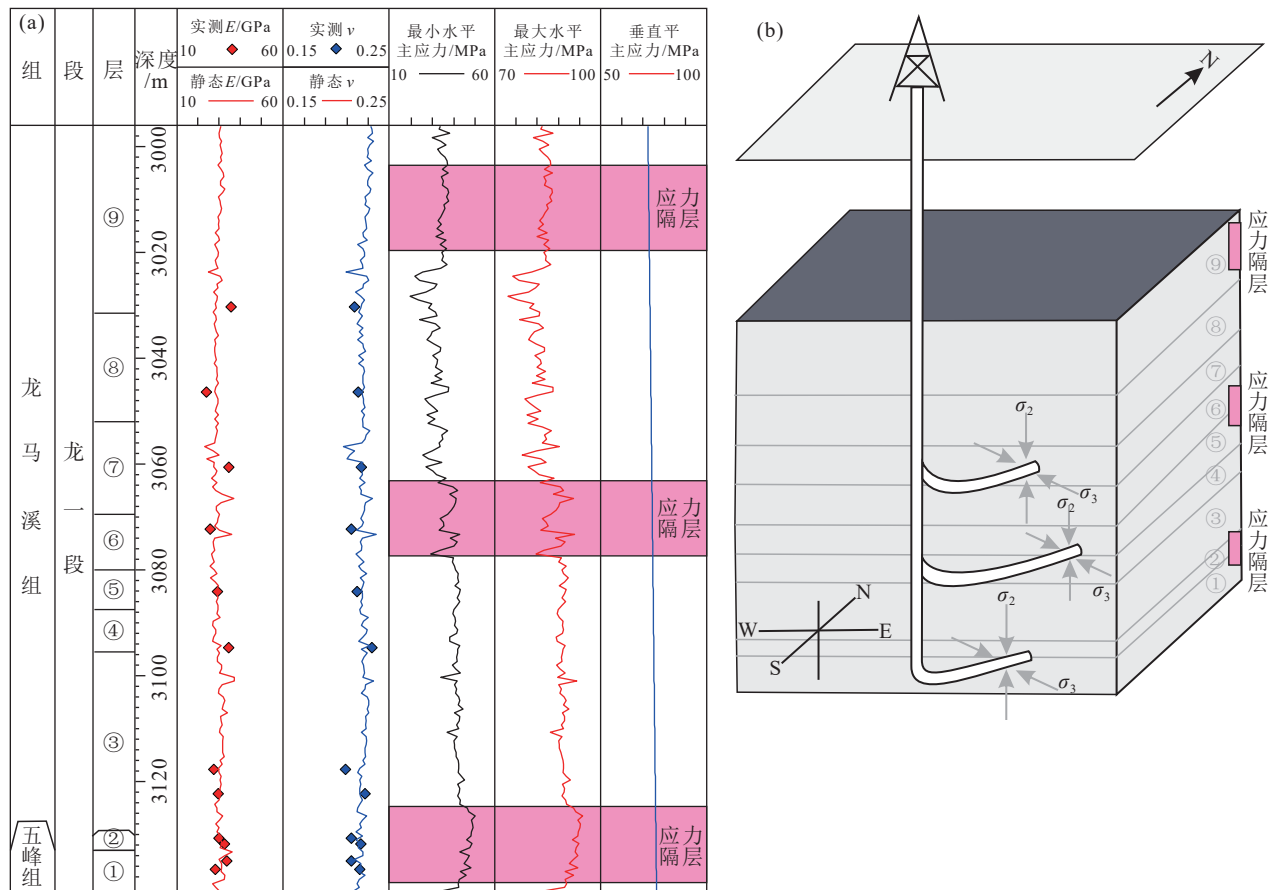 (a)
组
段
层
深度
/m
实测E/GPa
10 60
静态E/GPa
10 60
实测ν
0.15 0.25
静态ν
0.15 0.25
最小水平
主应力/MPa
10 60
最大水平
主应力/MPa
70 100
垂直平
主应力/MPa
50 100
龙
马
溪
组
五
峰
组
龙
一
段
⑨
⑧
⑦
⑥
⑤
④
③
②
①
3000
3020
3040
3060
3080
3100
3120
应力
隔层
应力
隔层
应力
隔层
(b)
N
⑨
⑧
⑦
⑥
⑤
④
③
②
①
应力隔层
应力隔层
应力隔层
σ2
σ3
σ2
σ3
σ2
σ3
N
W E
S